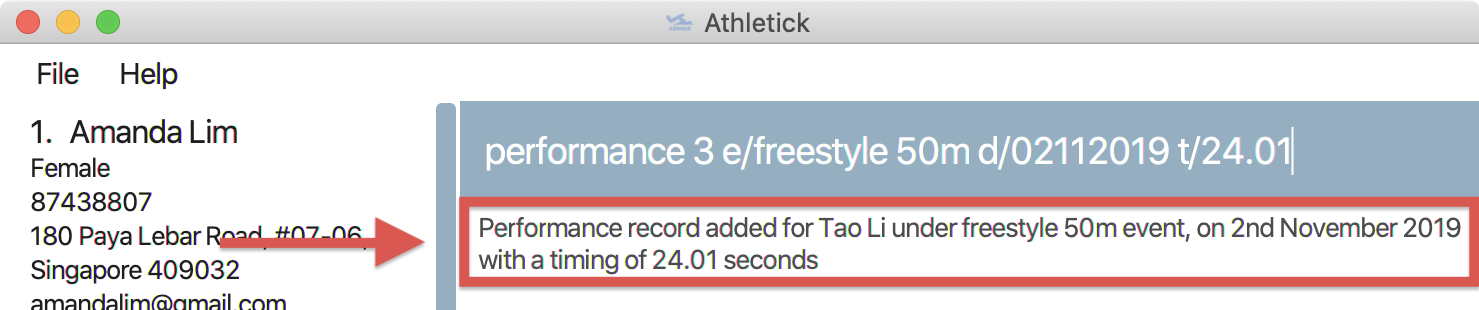 Athletick
File Help
1. Amanda Lim
Female
87438807
180 Paya Lebar Road, #07-06,
Singapore 409032
amandalim@gmail.com
performance 3 e/freestyle 50m d/02112019 t/24.01
Performance record added for Tao Li under freestyle 50m event, on 2nd November 2019
with a timing of 24.01 seconds